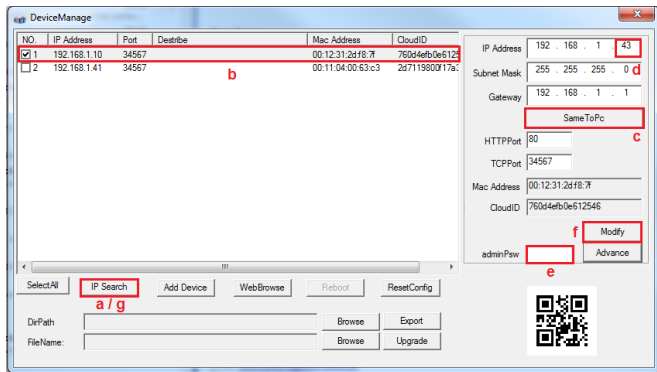 DeviceManage
NO. IP Address Port Destribe Mac Address CloudID
1 192.168.1.10 34567 00:12:31:2d:f8:7f 760d4efb0e6125
2 192.168.1.41 34567 00:11:04:00:63:c3 2d7119800f17a
b
IP Address 192 . 168 . 1 . 43
Subnet Mask 255 . 255 . 255 . 0 d
Gateway 192 . 168 . 1 . 1
SameToPc
c
HTTPPort 80
TCPPort 34567
Mac Address 00:12:31:2d:f8:7f
CloudID 760d4efb0e612546
f Modify
adminPsw Advance
e
SelectAll IP Search Add Device WebBrowse Reboot ResetConfig
a / g
DirPath Browse Export
FileName: Browse Upgrade